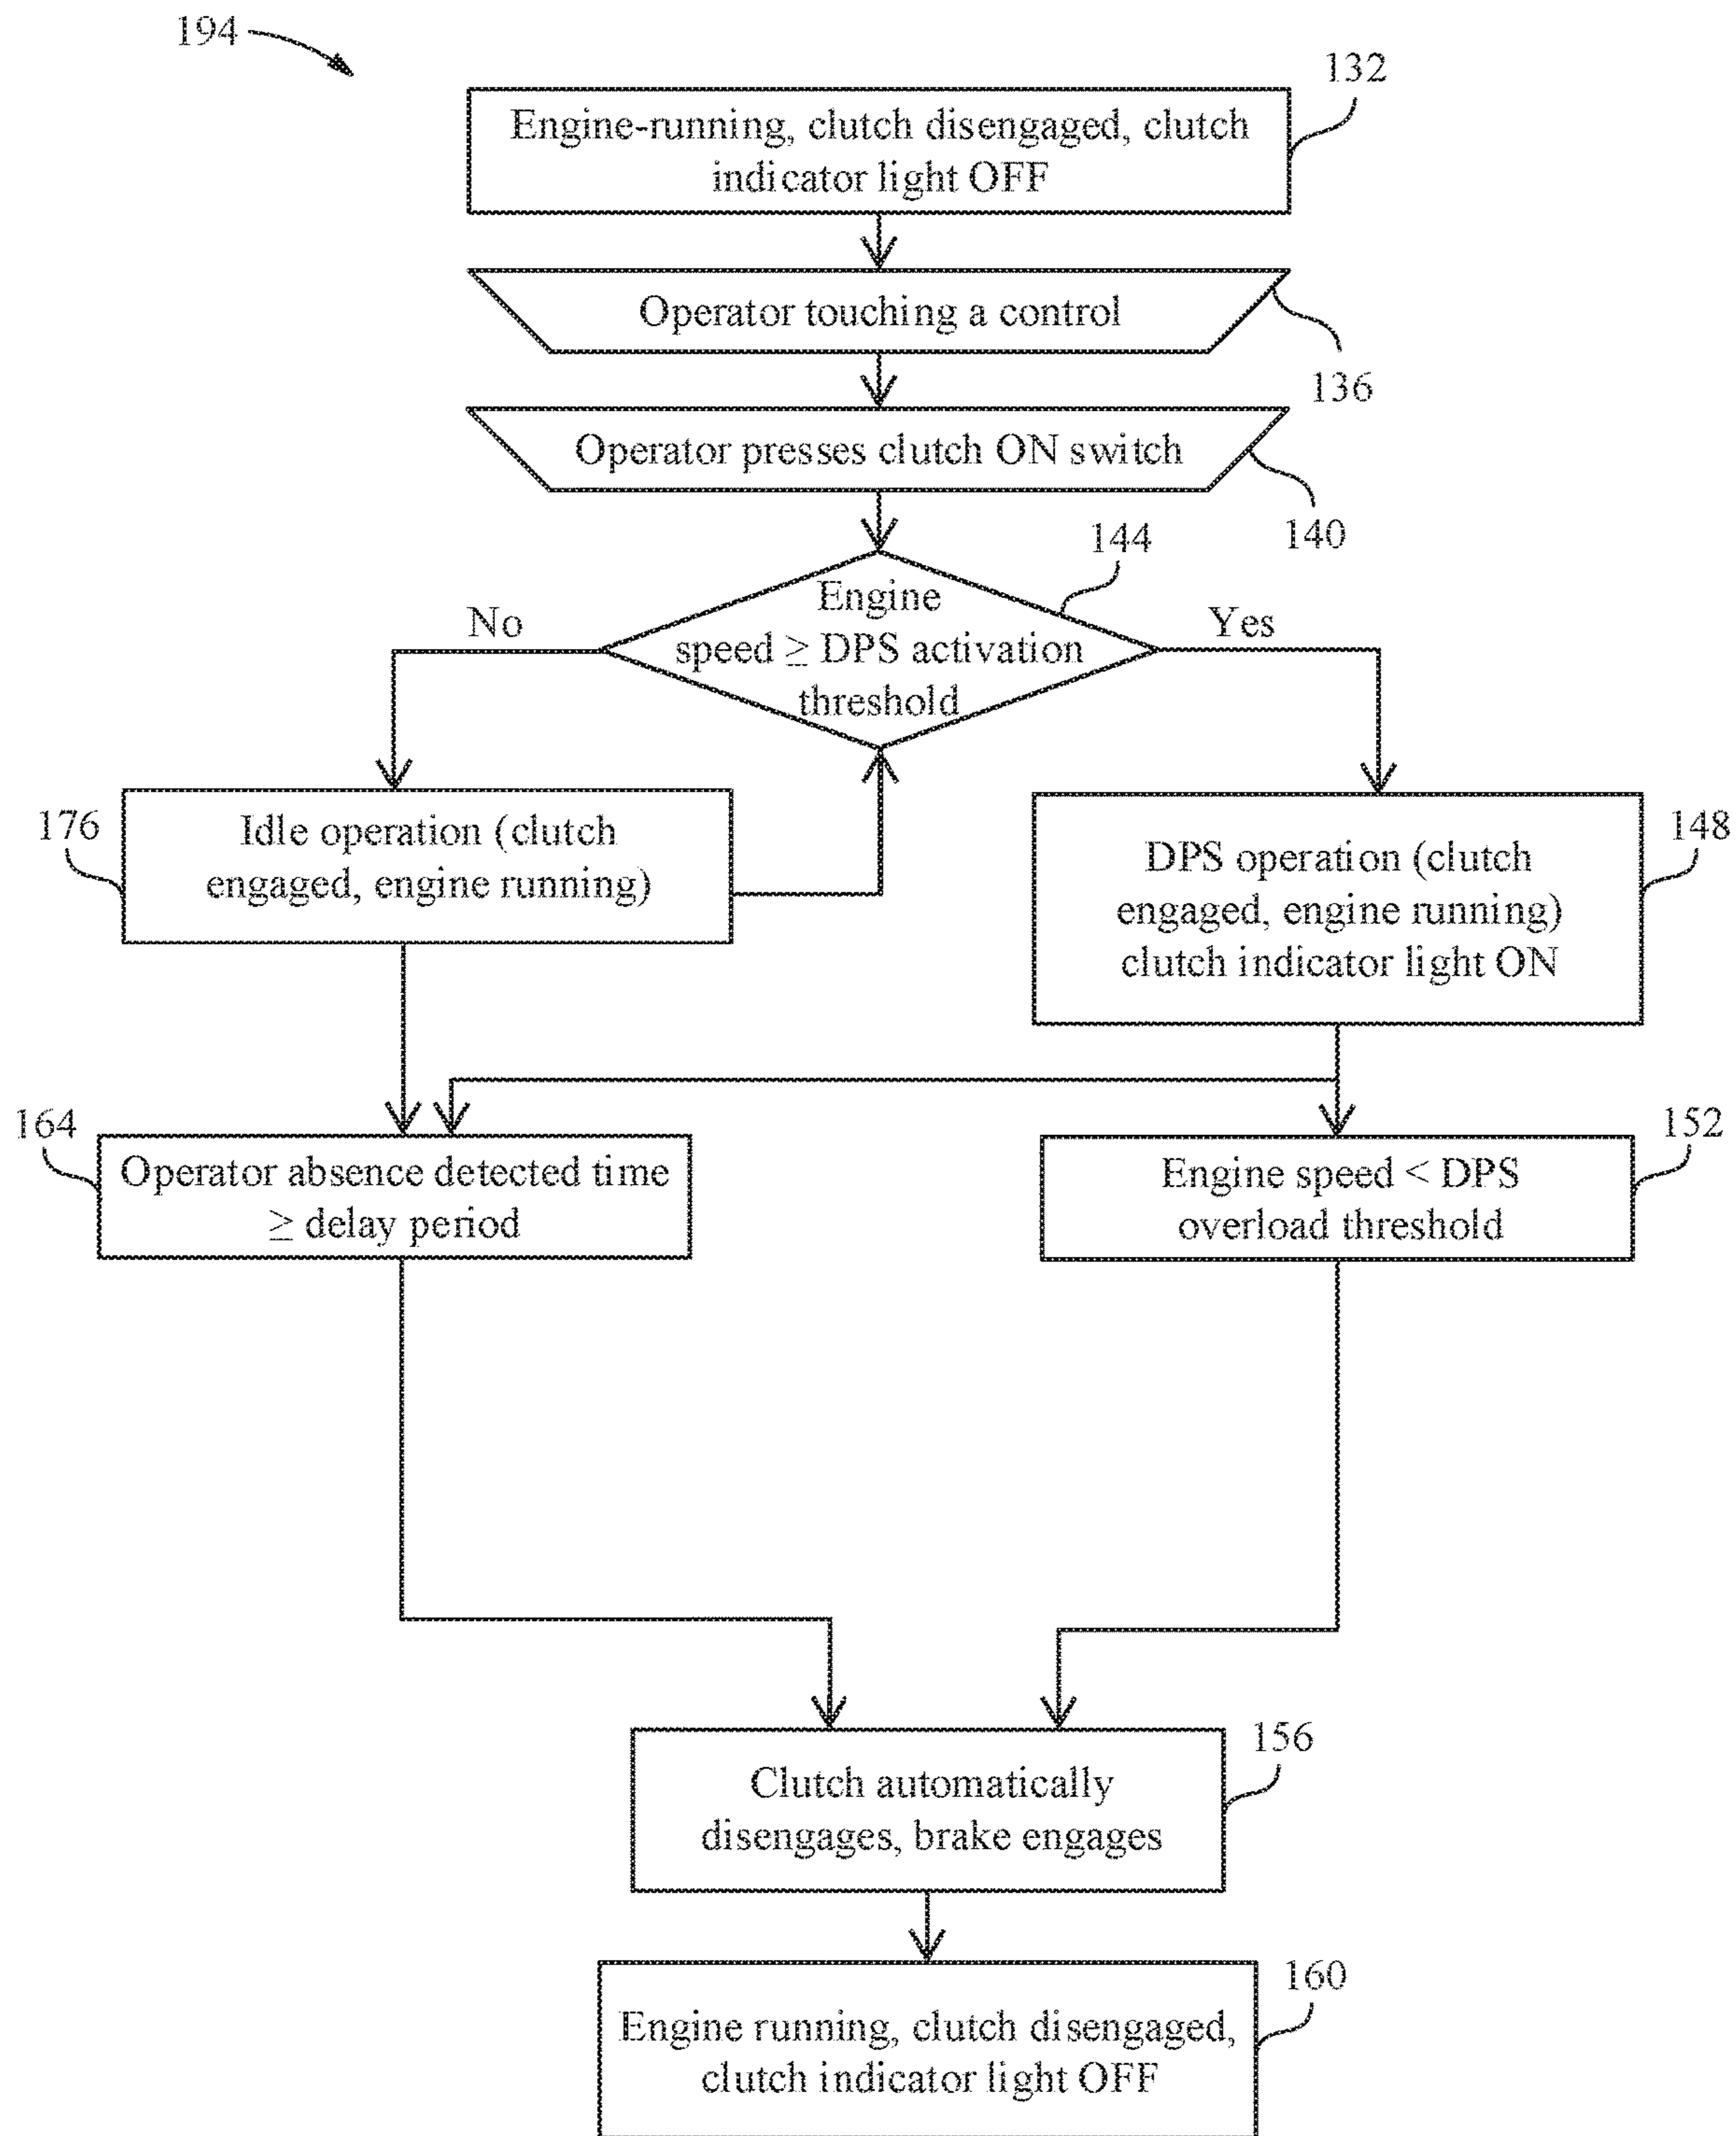 194
132
Engine-running, clutch disengaged, clutch
indicator light OFF
Operator touching a control
136
Operator presses clutch ON switch
140
144
Engine
speed ≥ DPS activation
threshold
No
Yes
176
Idle operation (clutch
engaged, engine running)
148
DPS operation (clutch
engaged, engine running)
clutch indicator light ON
164
Operator absence detected time
≥ delay period
152
Engine speed < DPS
overload threshold
156
Clutch automatically
disengages, brake engages
160
Engine running, clutch disengaged,
clutch indicator light OFF